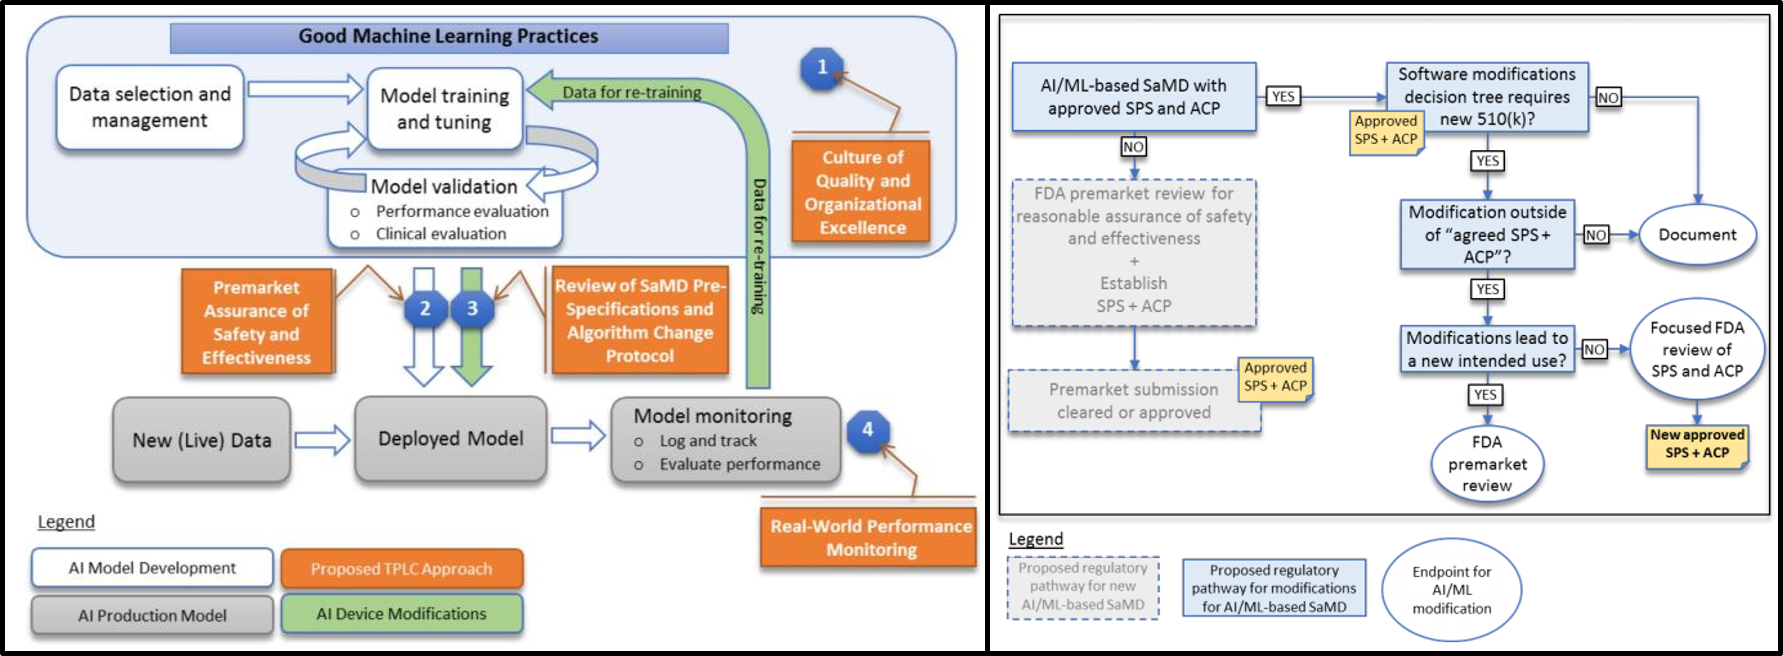 Good Machine Learning Practices
Data selection and
management
Model training
and tuning
Data for re-training
Model validation
o Performance evaluation
o Clinical evaluation
1
Culture of
Quality and
Organizational
Excellence
Data for re-training
Premarket
Assurance of
Safety and
Effectiveness
2
3
Review of SaMD Pre-
Specifications and
Algorithm Change
Protocol
New (Live) Data
Deployed Model
Model monitoring
o Log and track
o Evaluate performance
4
Real-World Performance
Monitoring
Legend
AI Model Development
Proposed TPLC Approach
AI Production Model
AI Device Modifications
AI/ML-based SaMD with
approved SPS and ACP
YES
Software modifications
decision tree requires
new 510(k)?
NO
Approved
SPS + ACP
NO
YES
FDA premarket review for
reasonable assurance of safety
and effectiveness
+
Establish
SPS + ACP
Modification outside
of “agreed SPS +
ACP”?
NO
Document
YES
Modifications lead to
a new intended use?
NO
Focused FDA
review of
SPS and ACP
Premarket submission
cleared or approved
Approved
SPS + ACP
YES
FDA
premarket
review
New approved
SPS + ACP
Legend
Proposed regulatory
pathway for new
AI/ML-based SaMD
Proposed regulatory
pathway for modifications
for AI/ML-based SaMD
Endpoint for
AI/ML
modification